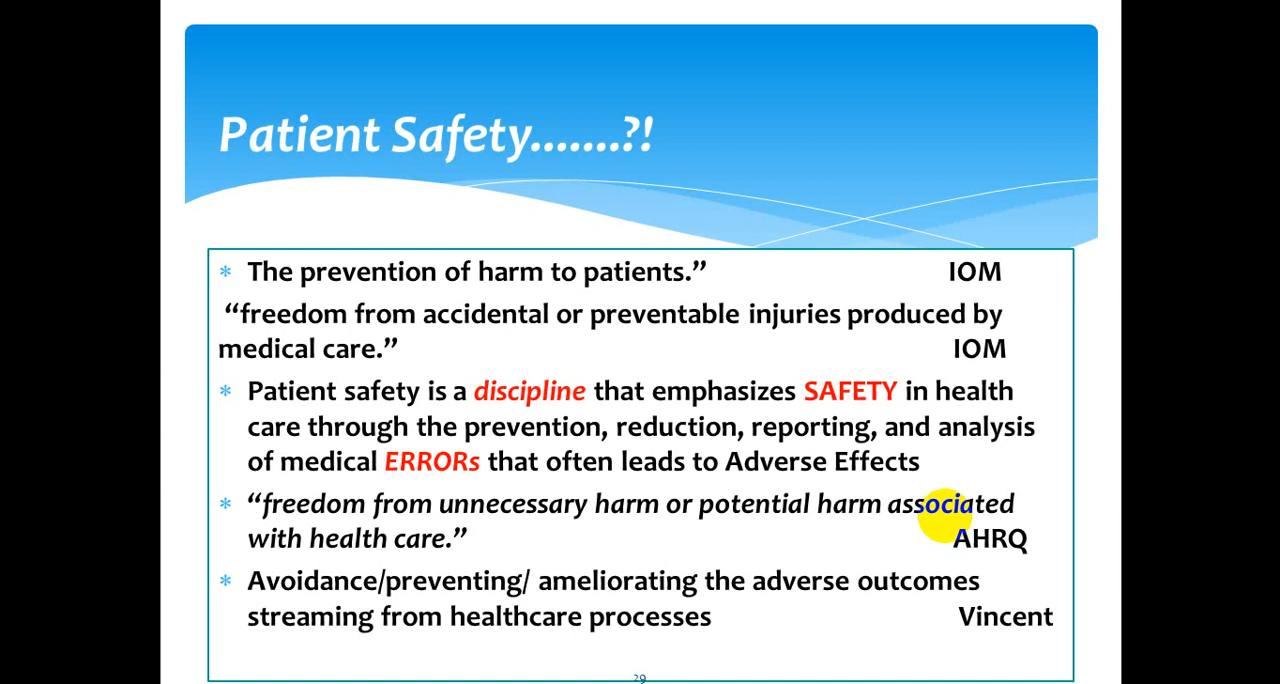 Patient Safety.......?!
* The prevention of harm to patients.” IOM
“freedom from accidental or preventable injuries produced by
medical care.” IOM
* Patient safety is a discipline that emphasizes SAFETY in health
care through the prevention, reduction, reporting, and analysis
of medical ERRORs that often leads to Adverse Effects
* “freedom from unnecessary harm or potential harm associated
with health care.” AHRQ
* Avoidance/preventing/ ameliorating the adverse outcomes
streaming from healthcare processes Vincent
29